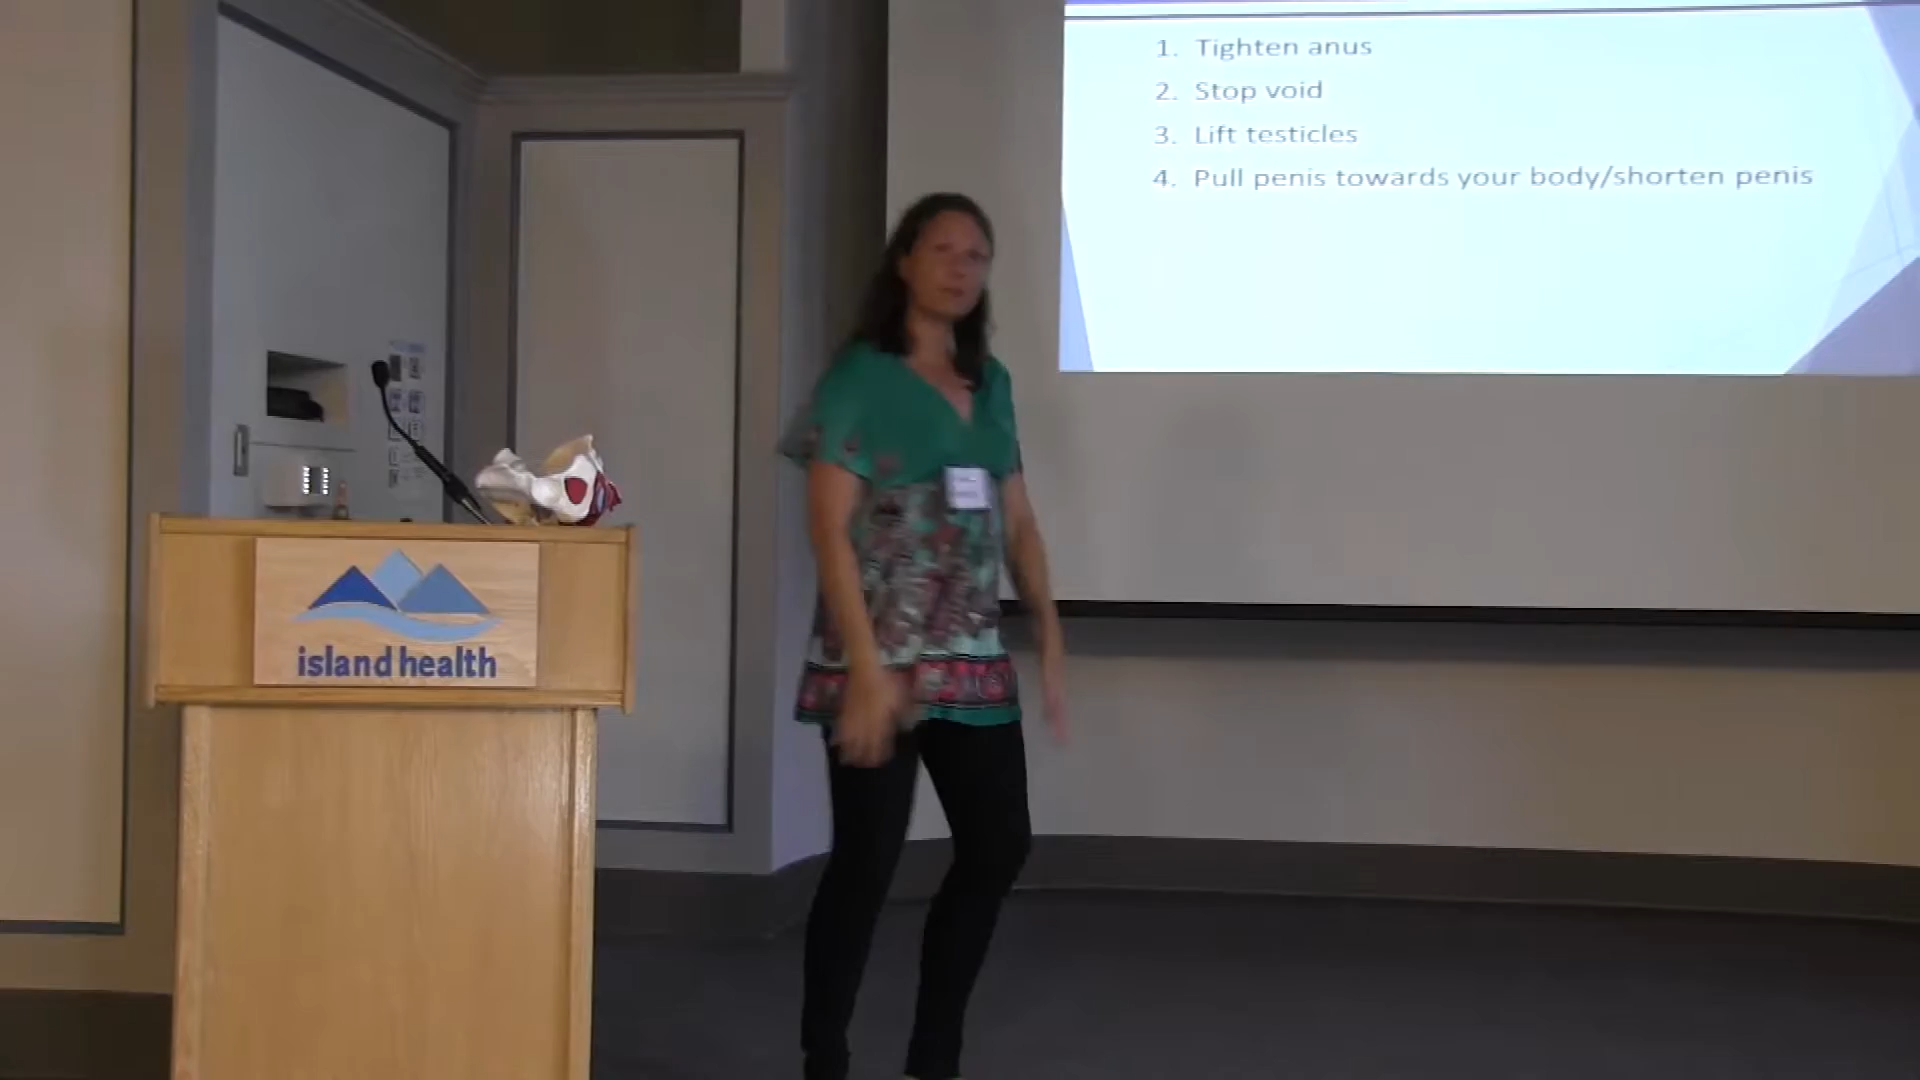 1. Tighten anus
2. Stop void
3. Lift testicles
4. Pull penis towards your body/shorten penis
island health